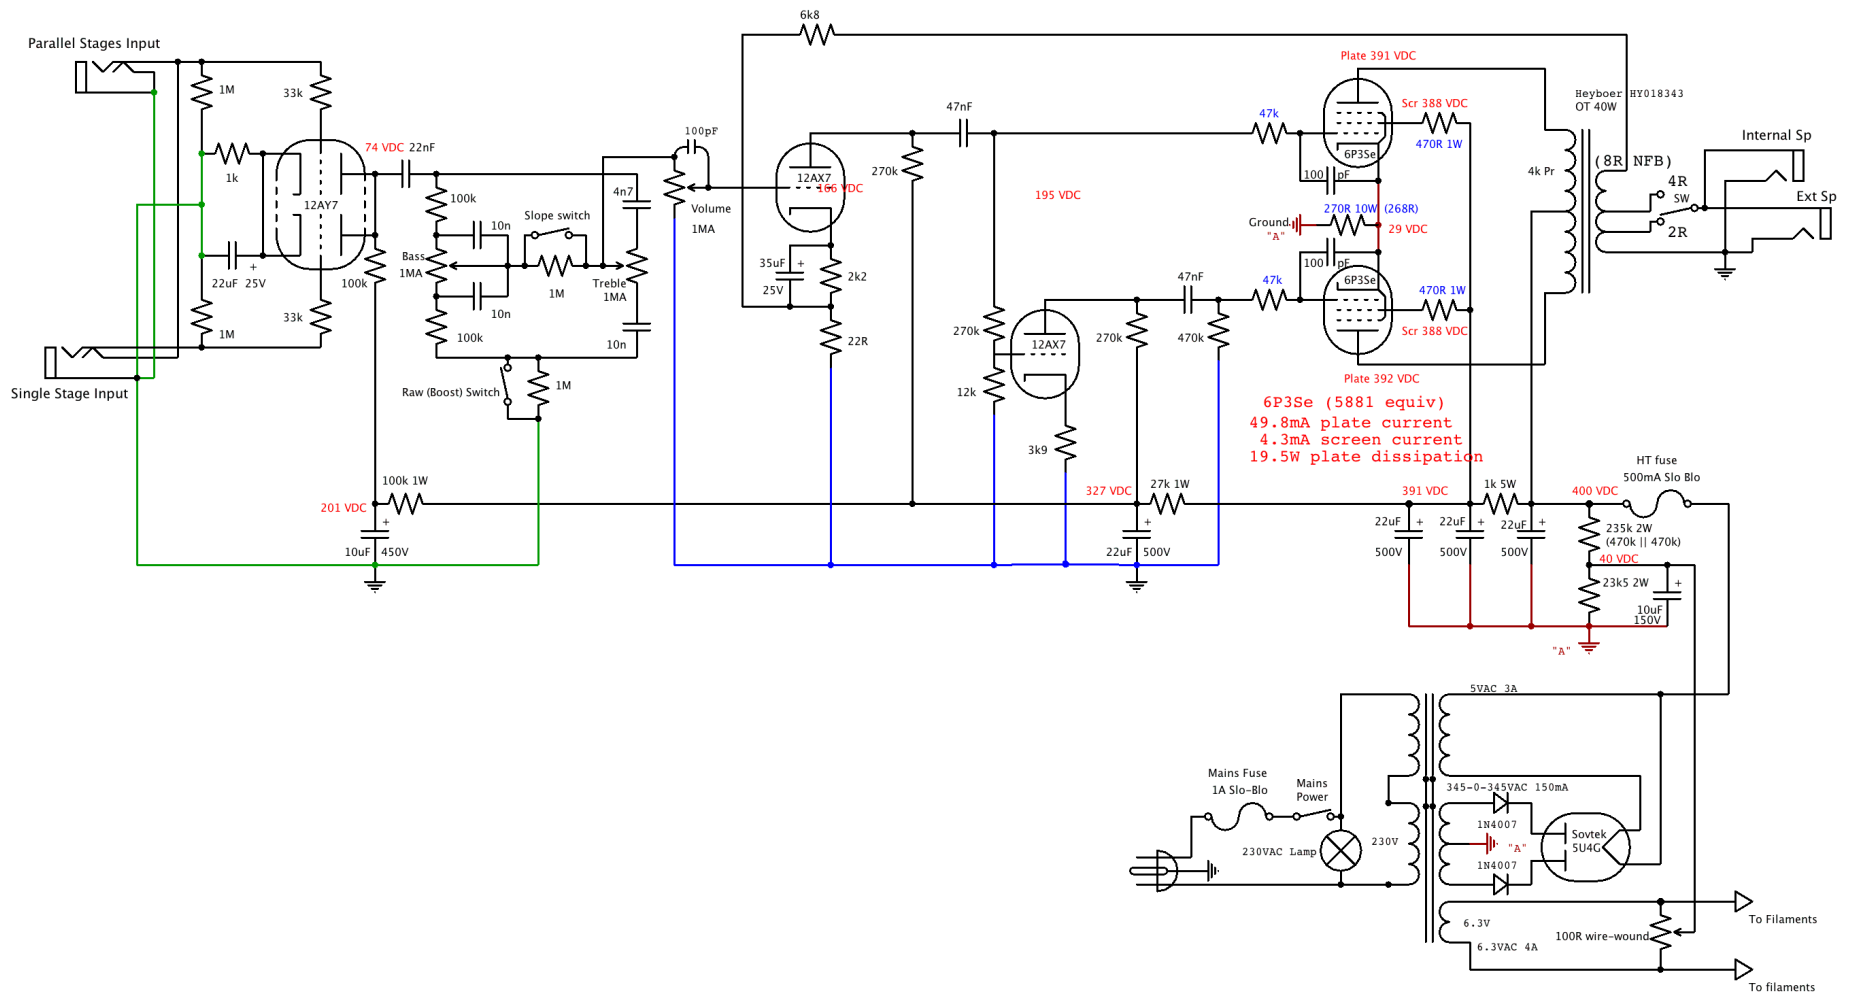 6k8
Parallel Stages Input
1M
33k
1k
12AY7
22uF 25V
+
1M
33k
Single Stage Input
74 VDC
22nF
100k
100k
10n
Bass
1MA
10n
100k
Slope switch
1M
4n7
Treble
1MA
10n
Raw (Boost) Switch
1M
100k 1W
201 VDC
+
10uF
450V
100pF
Volume
1MA
12AX7
166 VDC
35uF
+
25V
2k2
22R
270k
47nF
195 VDC
270k
12k
12AX7
3k9
270k
47nF
470k
327 VDC
27k 1W
+
22uF
500V
47k
47k
Plate 391 VDC
6P3Se
Scr 388 VDC
470R 1W
100
pF
270R 10W (268R)
Ground
"A"
29 VDC
100
pF
6P3Se
470R 1W
Scr 388 VDC
Plate 392 VDC
6P3Se (5881 equiv)
49.8mA plate current
4.3mA screen current
19.5W plate dissipation
Heyboer HY018343
OT 40W
4k Pr
(8R NFB)
4R
SW
2R
Internal Sp
Ext Sp
391 VDC
22uF
+
500V
22uF
+
500V
1k 5W
22uF
+
500V
400 VDC
HT fuse
500mA Slo Blo
235k 2W
(470k || 470k)
40 VDC
23k5 2W
+
10uF
150V
"A"
5VAC 3A
Mains Fuse
1A Slo-Blo
Mains
Power
230VAC Lamp
230V
345-0-345VAC 150mA
1N4007
"A"
1N4007
Sovtek
5U4G
6.3V
6.3VAC 4A
100R wire-wound
To Filaments
To filaments